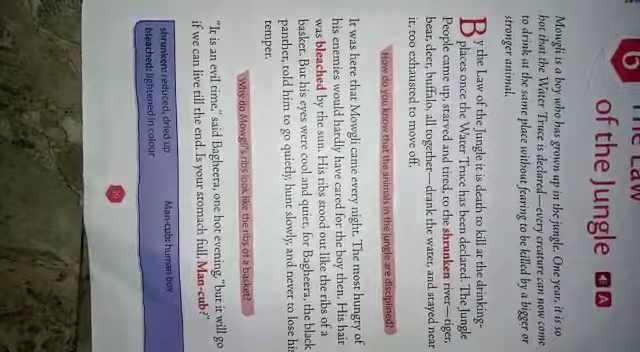 6 The Law
of the Jungle A
Mowgli is a boy who has grown up in the jungle. One year, it is so
hot that the Water Truce is declared—every creature can now come
to drink at the same place without fearing to be killed by a bigger or
stronger animal.
By the Law of the Jungle it is death to kill at the drinking-
places once the Water Truce has been declared. The Jungle
People came up, starved and tired, to the shrunken river—tiger,
bear, deer, buffalo, all together—drank the water, and stayed near
it, too exhausted to move off.
How do you know that the animals in the jungle are disciplined?
It was here that Mowgli came every night. The most hungry of
his enemies would hardly have cared for the boy then. His hair
was bleached by the sun. His ribs stood out like the ribs of a
basket. But his eyes were cool and quiet, for Bagheera, the black
panther, told him to go quietly, hunt slowly, and never to lose his
temper.
Why do Mowgli's ribs look like the ribs of a basket?
"It is an evil time," said Bagheera, one hot evening, "but it will go
if we can live till the end. Is your stomach full, Man-cub?"
shrunken: reduced, dried up Man-cub: human boy
bleached: lightened in colour